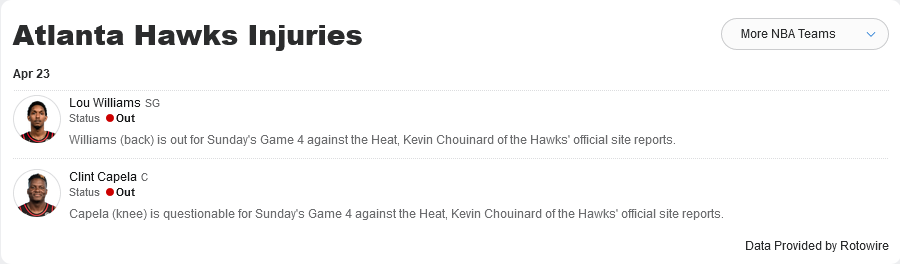 Atlanta Hawks Injuries
More NBA Teams
Apr 23
Lou Williams SG
Status Out
Williams (back) is out for Sunday's Game 4 against the Heat, Kevin Chouinard of the Hawks' official site reports.
Clint Capela C
Status Out
Capela (knee) is questionable for Sunday's Game 4 against the Heat, Kevin Chouinard of the Hawks' official site reports.
Data Provided by Rotowire